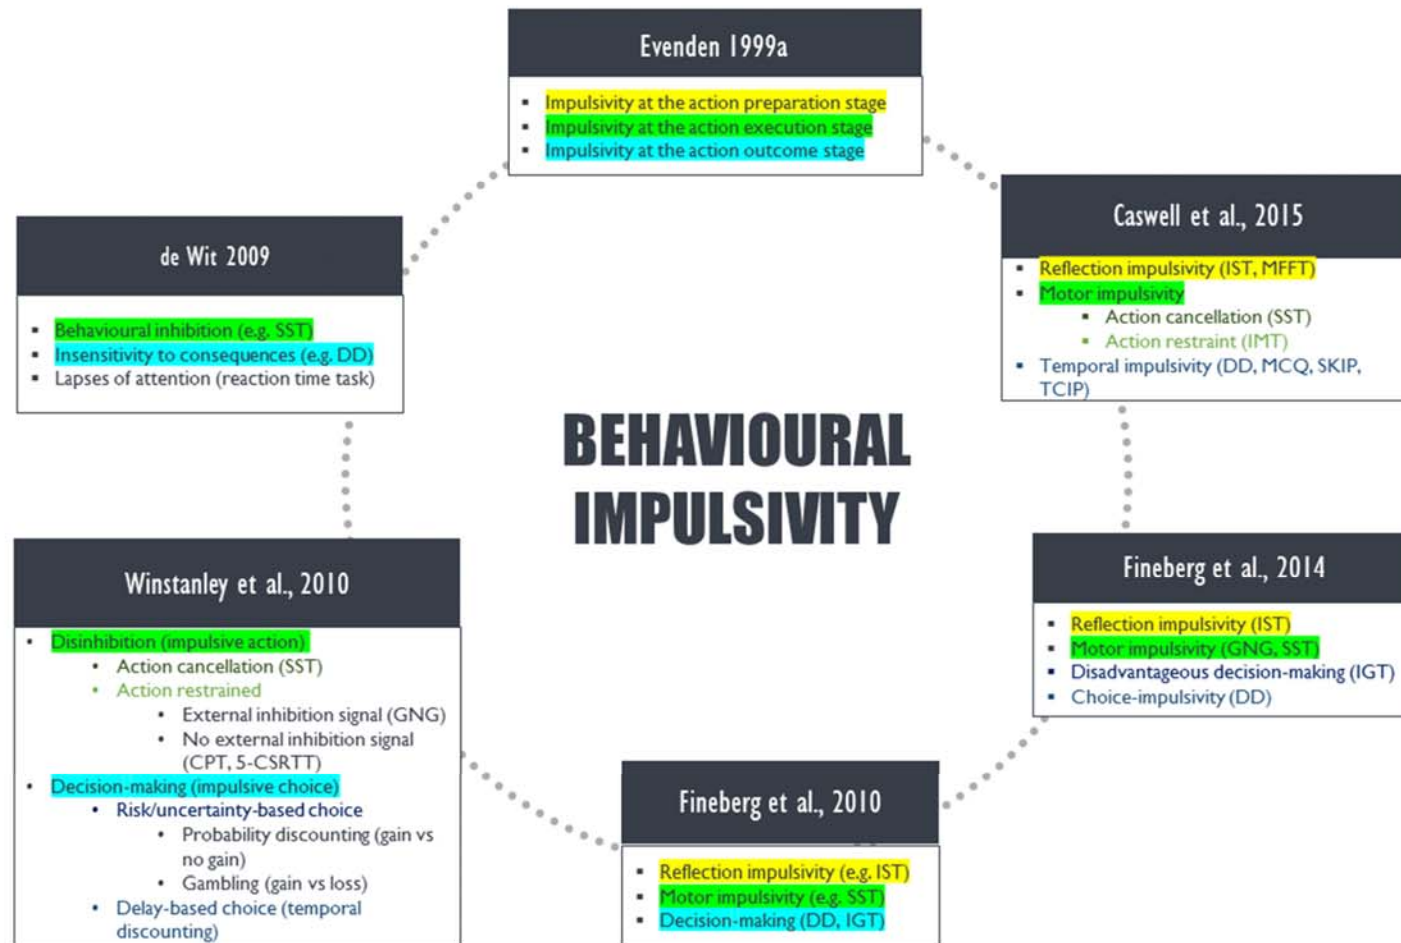 Evenden 1999a
▪ Impulsivity at the action preparation stage
▪ Impulsivity at the action execution stage
▪ Impulsivity at the action outcome stage
Caswell et al., 2015
▪ Reflection impulsivity (IST, MFFT)
▪ Motor impulsivity
▪ Action cancellation (SST)
▪ Action restraint (IMT)
▪ Temporal impulsivity (DD, MCQ, SKIP,
TCIP)
de Wit 2009
▪ Behavioural inhibition (e.g. SST)
▪ Insensitivity to consequences (e.g. DD)
▪ Lapses of attention (reaction time task)
BEHAVIOURAL
IMPULSIVITY
Fineberg et al., 2014
▪ Reflection impulsivity (IST)
▪ Motor impulsivity (GNG, SST)
▪ Disadvantageous decision-making (IGT)
▪ Choice-impulsivity (DD)
Winstanley et al., 2010
• Disinhibition (impulsive action)
• Action cancellation (SST)
• Action restrained
• External inhibition signal (GNG)
• No external inhibition signal
(CPT, 5-CSRTT)
• Decision-making (impulsive choice)
• Risk/uncertainty-based choice
• Probability discounting (gain vs
no gain)
• Gambling (gain vs loss)
• Delay-based choice (temporal
discounting)
Fineberg et al., 2010
▪ Reflection impulsivity (e.g. IST)
▪ Motor impulsivity (e.g. SST)
▪ Decision-making (DD, IGT)